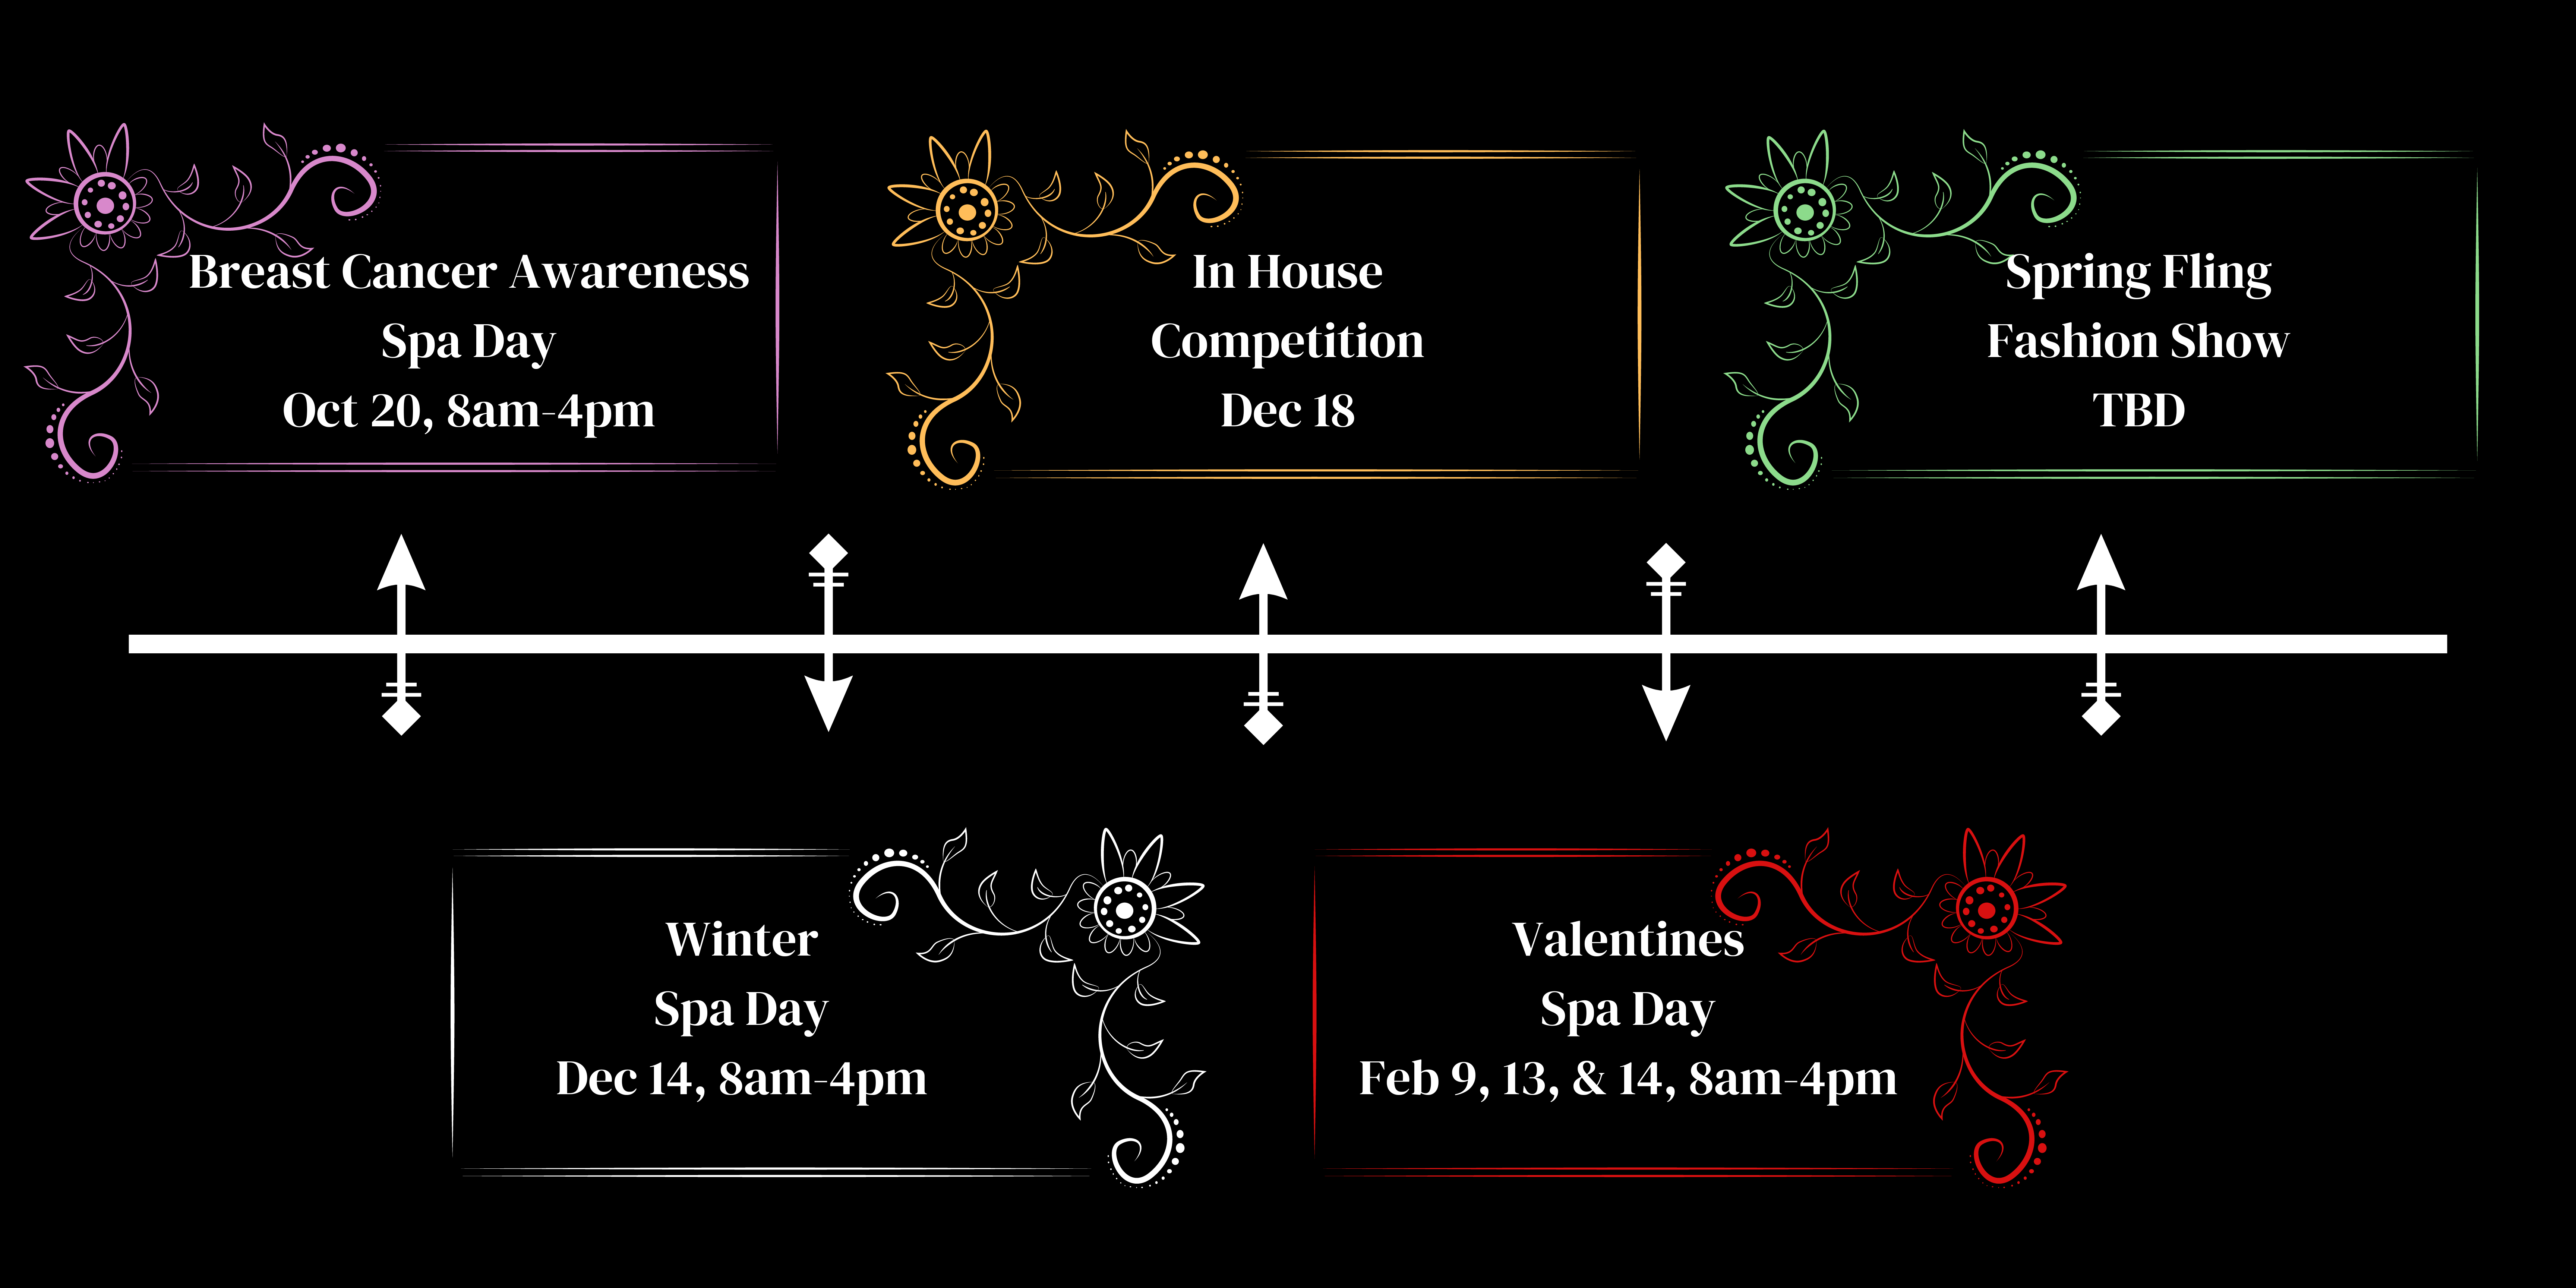 Breast Cancer Awareness
Spa Day
Oct 20, 8am-4pm
In House
Competition
Dec 18
Spring Fling
Fashion Show
TBD
Winter
Spa Day
Dec 14, 8am-4pm
Valentines
Spa Day
Feb 9, 13, & 14, 8am-4pm